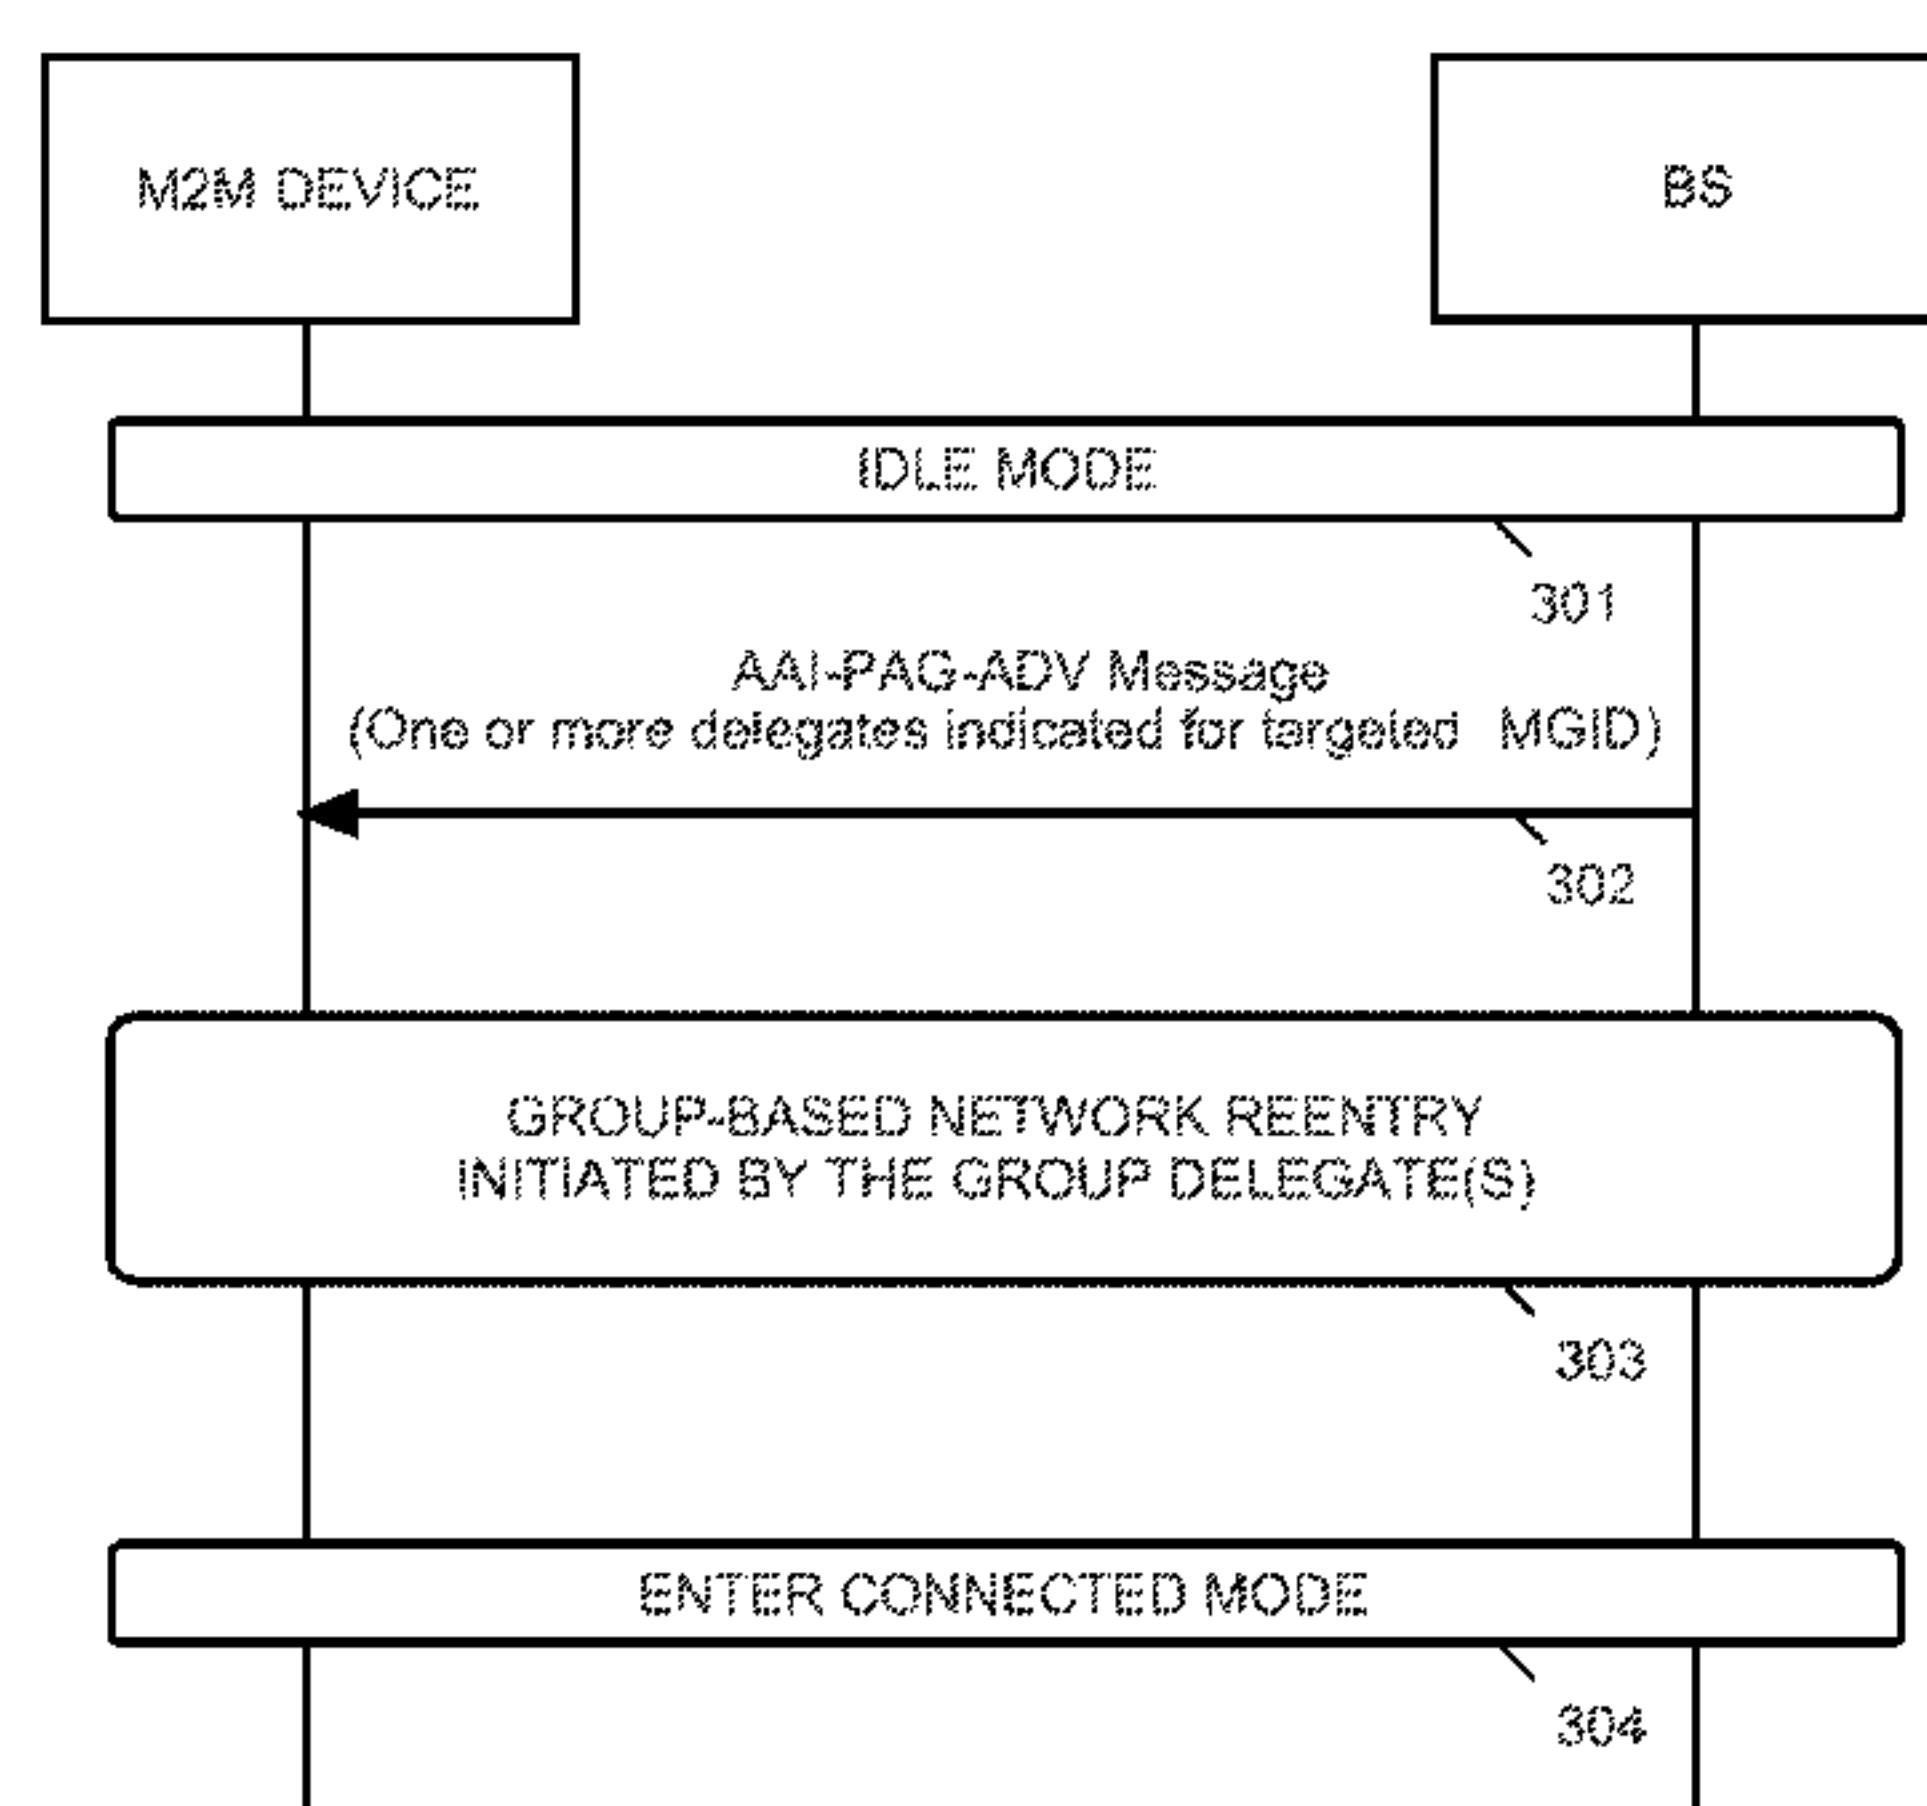 M2M DEVICE
BS
IDLE MODE
301
AAI-PAG-ADV Message
(One or more delegates indicated for targeted MGID)
302
GROUP-BASED NETWORK REENTRY
INITIATED BY THE GROUP DELEGATE(S)
303
ENTER CONNECTED MODE
304